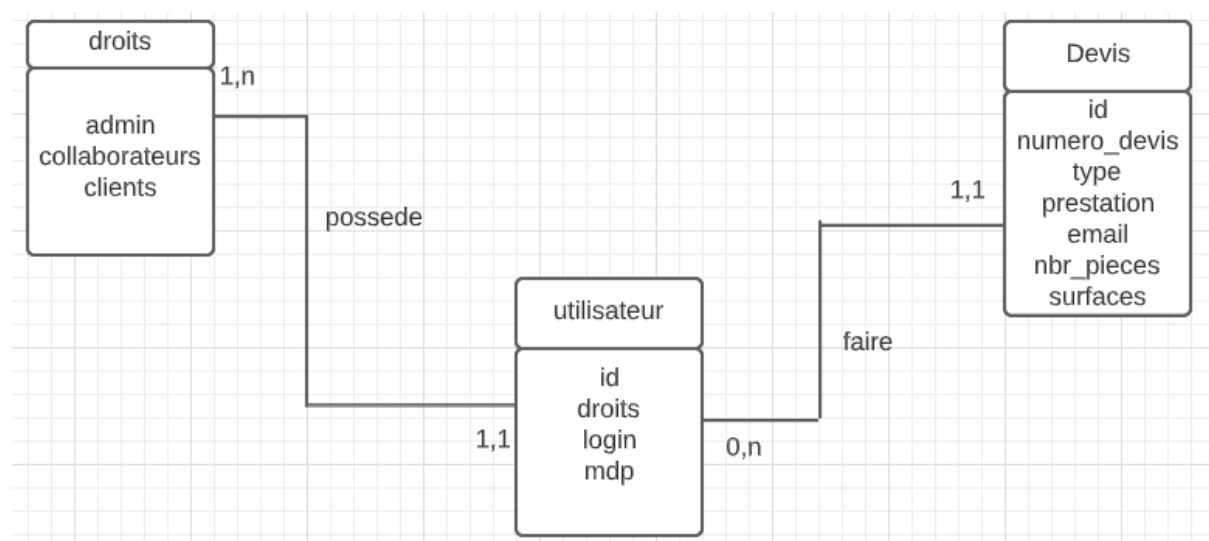 droits
1,n
admin
collaborateurs
clients
possede
utilisateur
id
droits
login
mdp
1,1
0,n
faire
1,1
Devis
id
numero_devis
type
prestation
email
nbr_pieces
surfaces